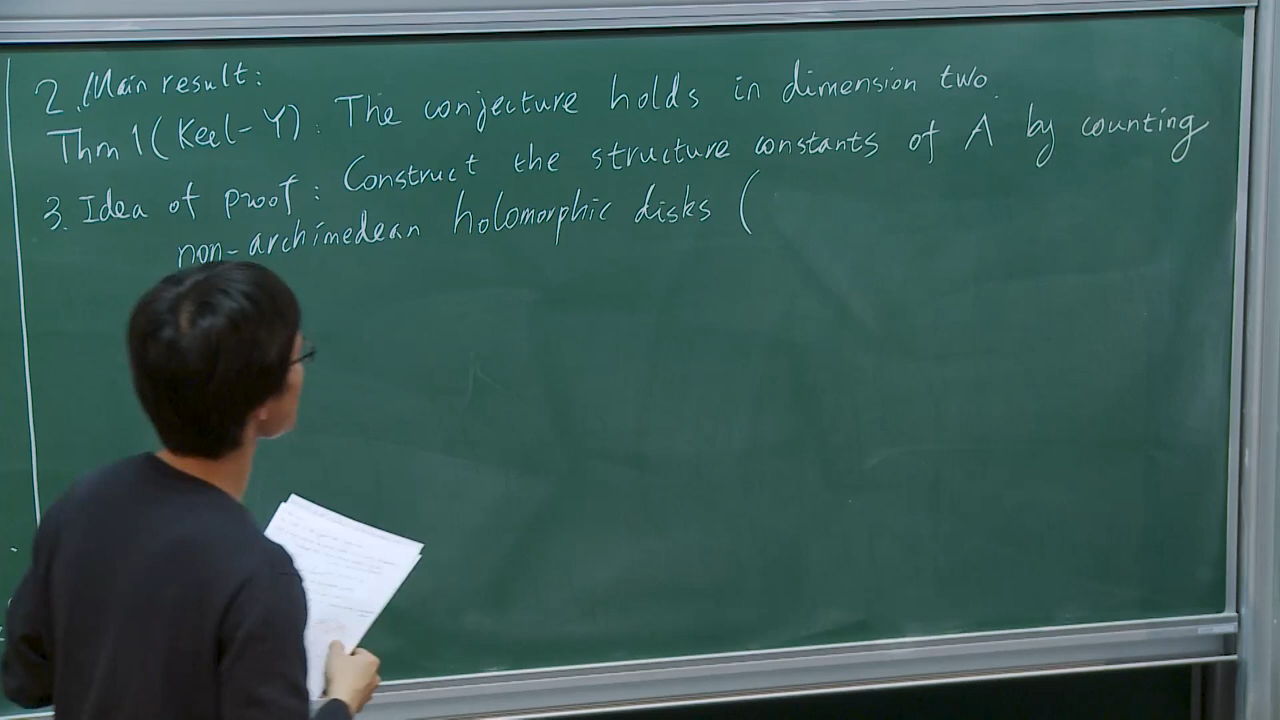 2. Main result:
Thm 1 (Keel-Y): The conjecture holds in dimension two.
3. Idea of proof: Construct the structure constants of A by counting
non-archimedean holomorphic disks (